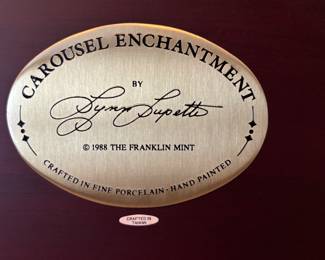 CAROUSEL ENCHANTMENT
BY
Lynn Lupetti
© 1988 THE FRANKLIN MINT
CRAFTED IN FINE PORCELAIN · HAND PAINTED
CRAFTED IN
TAIWAN